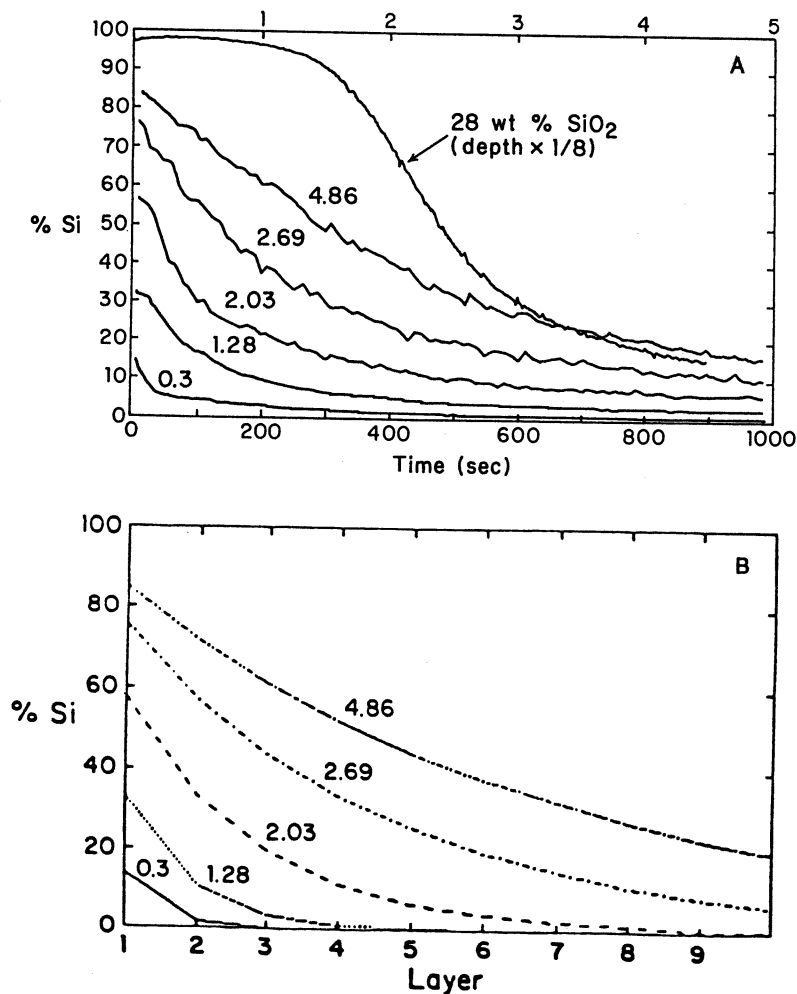 1 2 3 4 5
A
100
90
80
70
60
50
40
30
20
10
0
% Si
28 wt % SiO₂
(depth × 1/8)
4.86
2.69
2.03
1.28
0.3
0 200 400 600 800 1000
Time (sec)
B
100
80
60
40
20
0
% Si
4.86
2.69
2.03
1.28
0.3
1 2 3 4 5 6 7 8 9
Layer